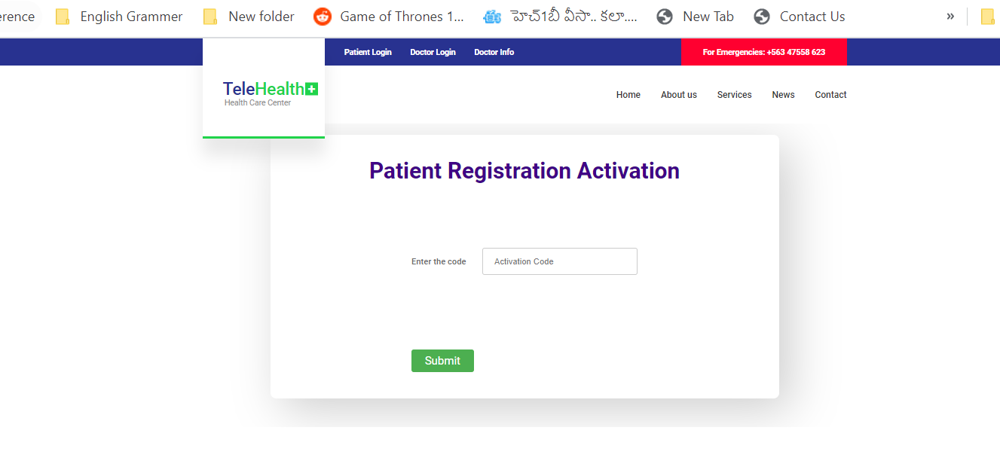 erence English Grammer New folder Game of Thrones 1... హెచ్1బీ వీసా.. కలా.... New Tab Contact Us »
Patient Login Doctor Login Doctor Info For Emergencies: +563 47558 623
TeleHealth+
Health Care Center
Home About us Services News Contact
Patient Registration Activation
Enter the code Activation Code
Submit